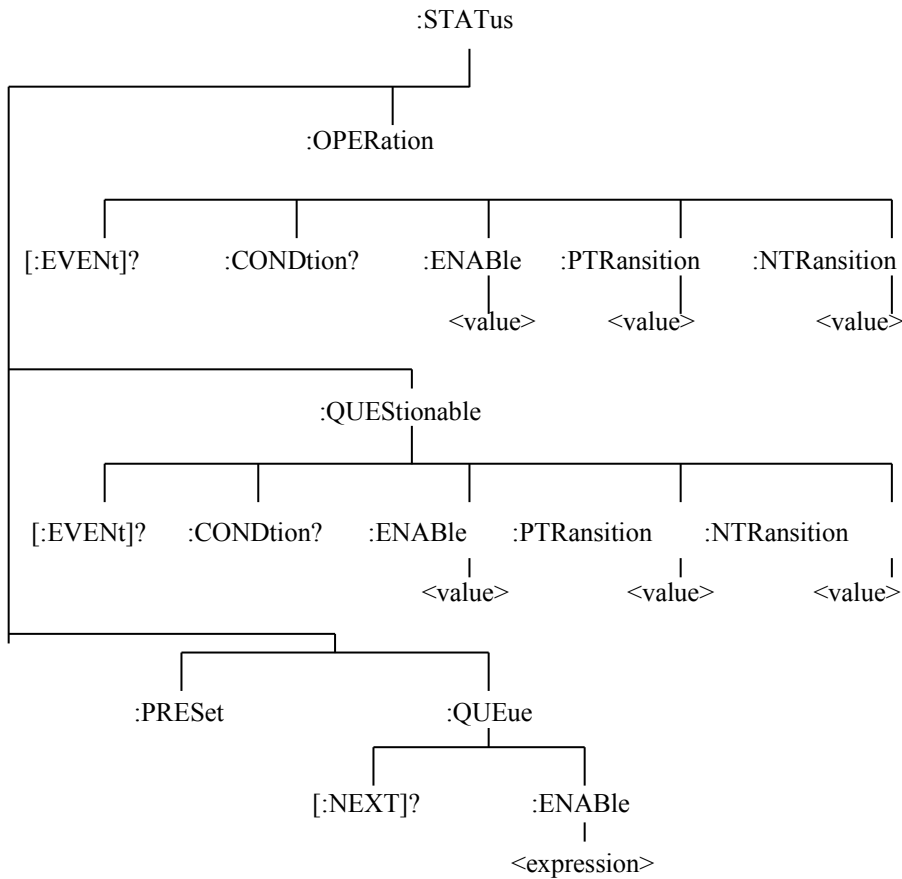 :STATus
:OPERation
[:EVENt]? :CONDtion? :ENABle :PTRansition :NTRansition
<value> <value> <value>
:QUEStionable
[:EVENt]? :CONDtion? :ENABle :PTRansition :NTRansition
<value> <value> <value>
:PRESet :QUEue
[:NEXT]? :ENABle
<expression>